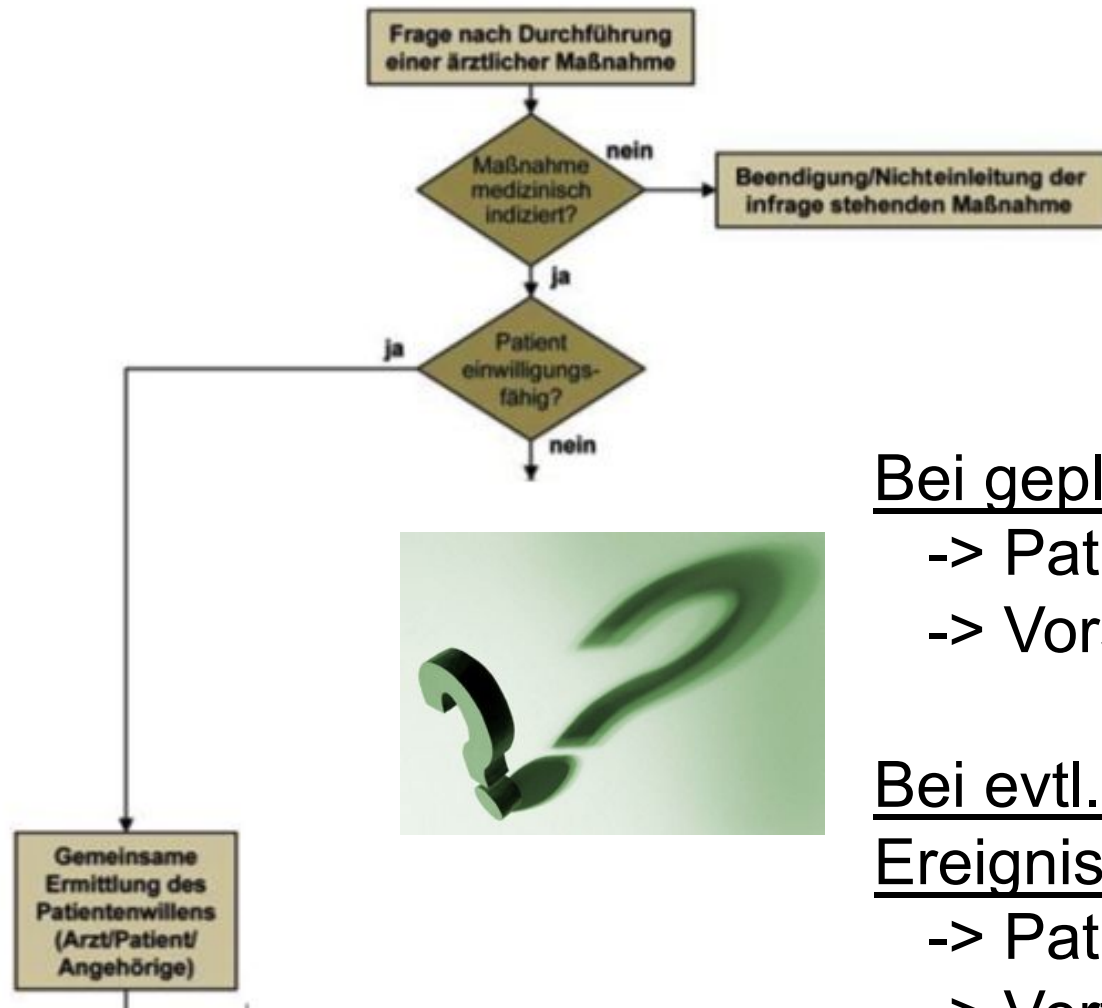 Frage nach Durchführung
einer ärztlicher Maßnahme
Maßnahme
medizinisch
indiziert?
nein
Beendigung/Nichteinleitung der
infrage stehenden Maßnahme
ja
Patient
einwilligungs-
fähig?
ja
nein
Gemeinsame
Ermittlung des
Patientenwillens
(Arzt/Patient/
Angehörige)
Bei gepl
-> Pat
-> Vors
Bei evtl.
Ereignis
-> Pat